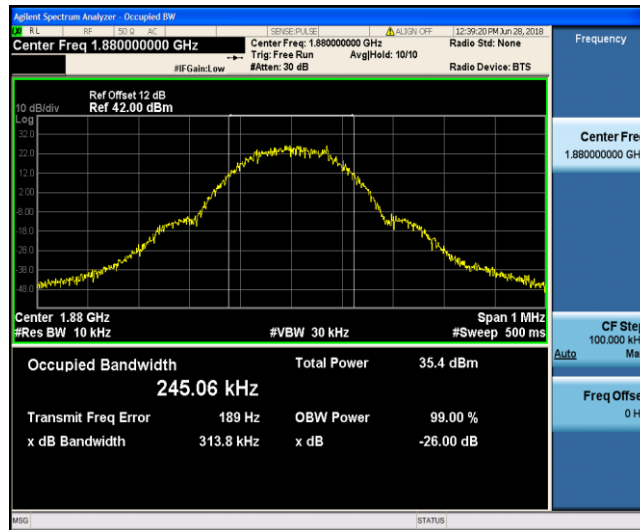 Agilent Spectrum Analyzer - Occupied BW
RL RF 50 Ω AC SENSE:PULSE ALIGN OFF 12:39:20 PM Jun 28, 2018
Center Freq 1.880000000 GHz
Center Freq: 1.880000000 GHz
Radio Std: None
Trig: Free Run Avg|Hold: 10/10
#IFGain:Low #Atten: 30 dB Radio Device: BTS
Frequency
Ref Offset 12 dB
10 dB/div Ref 42.00 dBm
Log
32.0
22.0
12.0
2.00
-8.00
-18.0
-28.0
-38.0
-48.0
Center 1.88 GHz Span 1 MHz
#Res BW 10 kHz #VBW 30 kHz #Sweep 500 ms
Occupied Bandwidth Total Power 35.4 dBm
245.06 kHz
Transmit Freq Error 189 Hz OBW Power 99.00 %
x dB Bandwidth 313.8 kHz x dB -26.00 dB
Center Fre
1.880000000 GH
CF Ste
100.000 kH
Auto Ma
Freq Offse
0 H
MSG STATUS